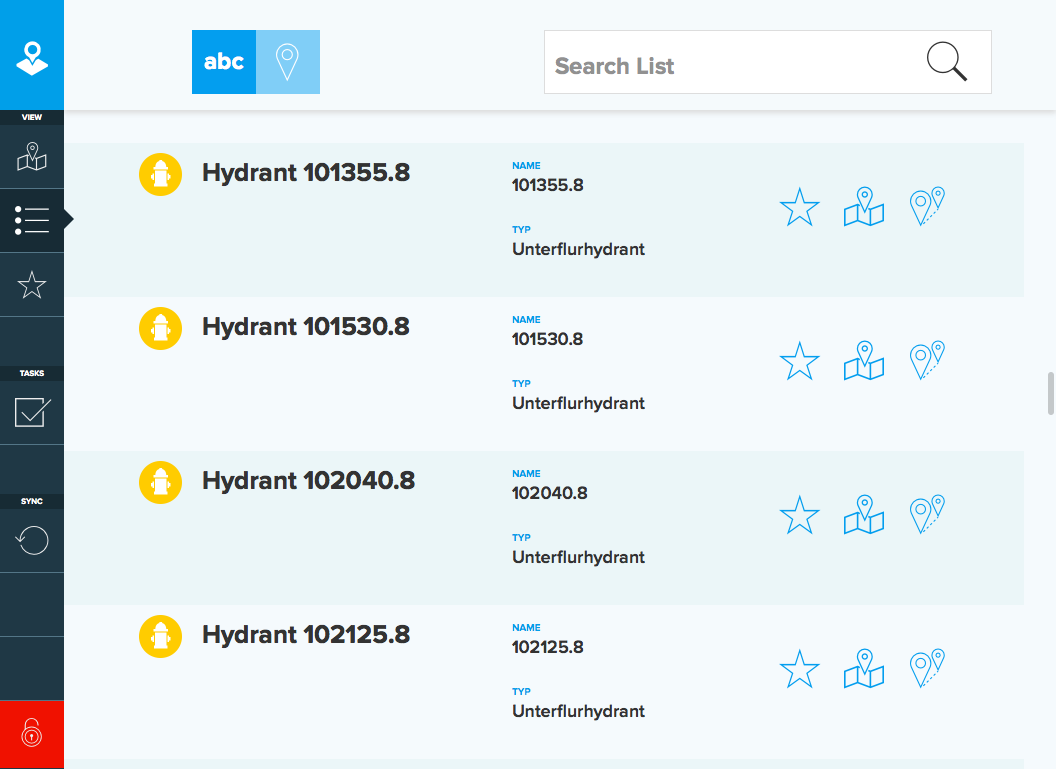 abc
Search List
VIEW
TASKS
SYNC
Hydrant 101355.8
NAME
101355.8
TYP
Unterflurhydrant
Hydrant 101530.8
NAME
101530.8
TYP
Unterflurhydrant
Hydrant 102040.8
NAME
102040.8
TYP
Unterflurhydrant
Hydrant 102125.8
NAME
102125.8
TYP
Unterflurhydrant